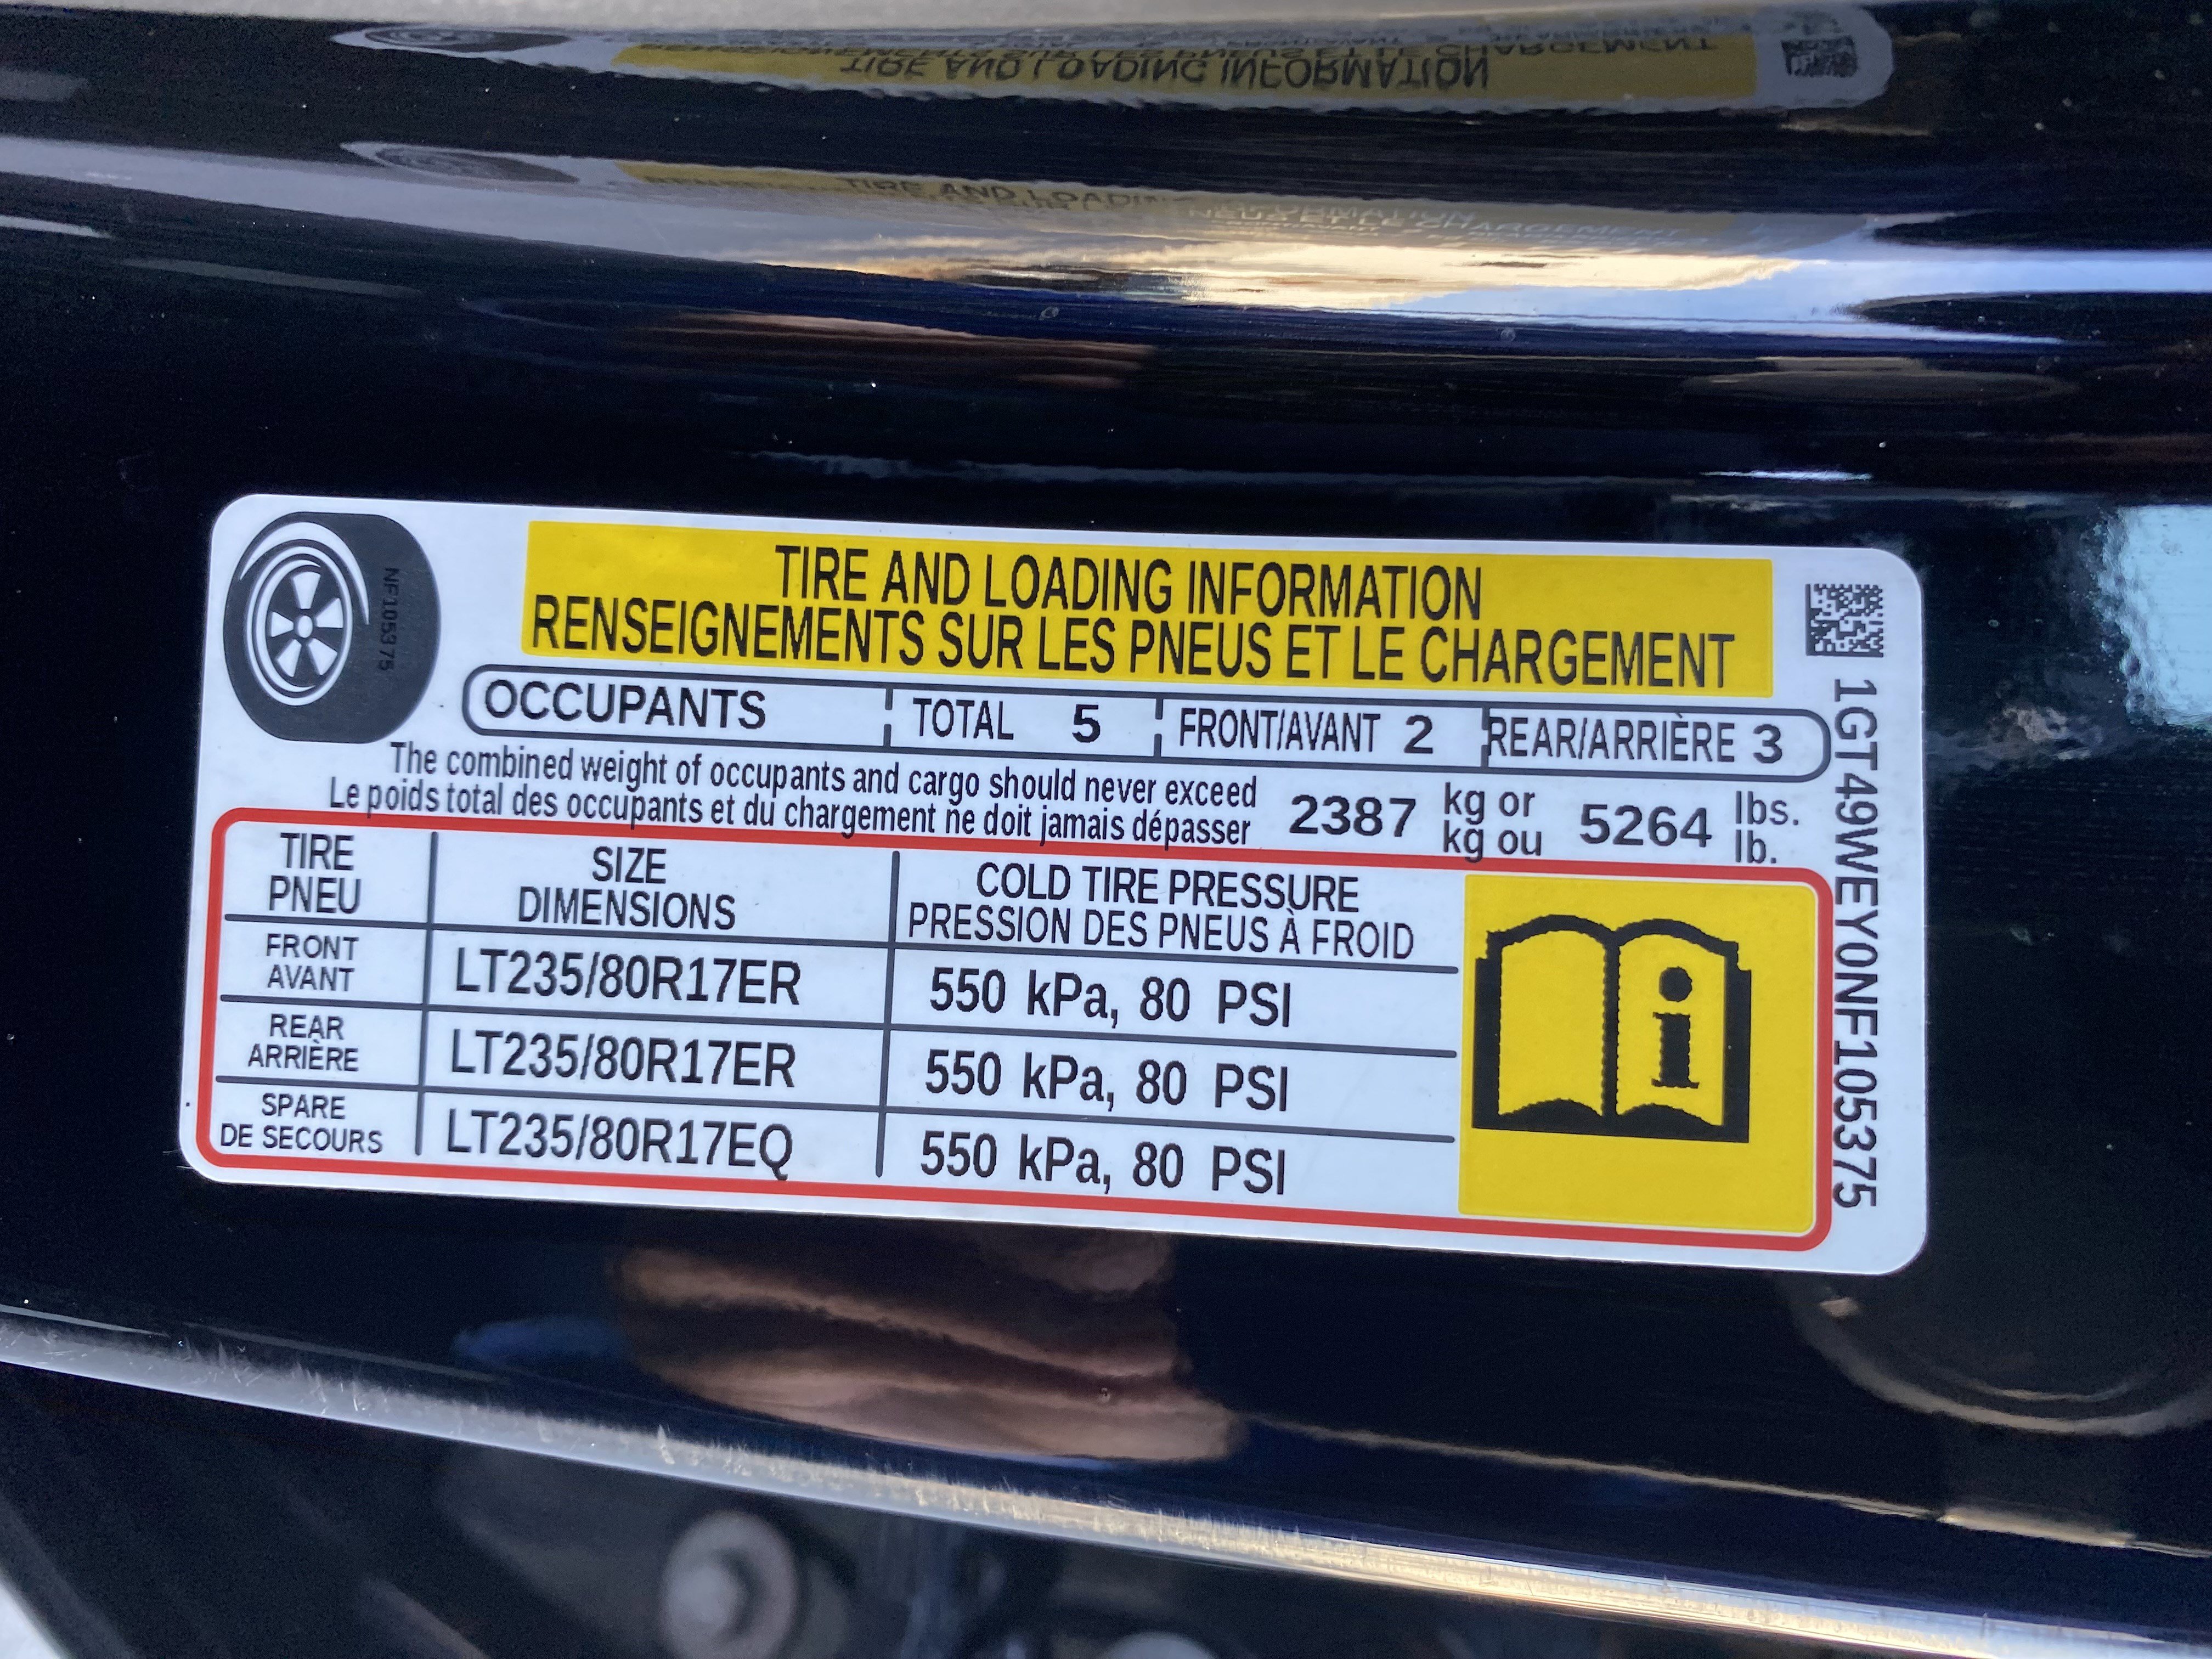 TIRE AND LOADING INFORMATION
RENSEIGNEMENTS SUR LES PNEUS ET LE CHARGEMENT
NF105375
OCCUPANTS TOTAL 5 FRONT/AVANT 2 REAR/ARRIÈRE 3
The combined weight of occupants and cargo should never exceed
Le poids total des occupants et du chargement ne doit jamais dépasser
2387 kg or 5264 lbs.
kg ou lb.
TIRE SIZE COLD TIRE PRESSURE
PNEU DIMENSIONS PRESSION DES PNEUS À FROID
FRONT
AVANT
LT235/80R17ER 550 kPa, 80 PSI
REAR
ARRIÈRE
LT235/80R17ER 550 kPa, 80 PSI
SPARE
DE SECOURS
LT235/80R17EQ 550 kPa, 80 PSI
i
1GT49WEY0NF105375